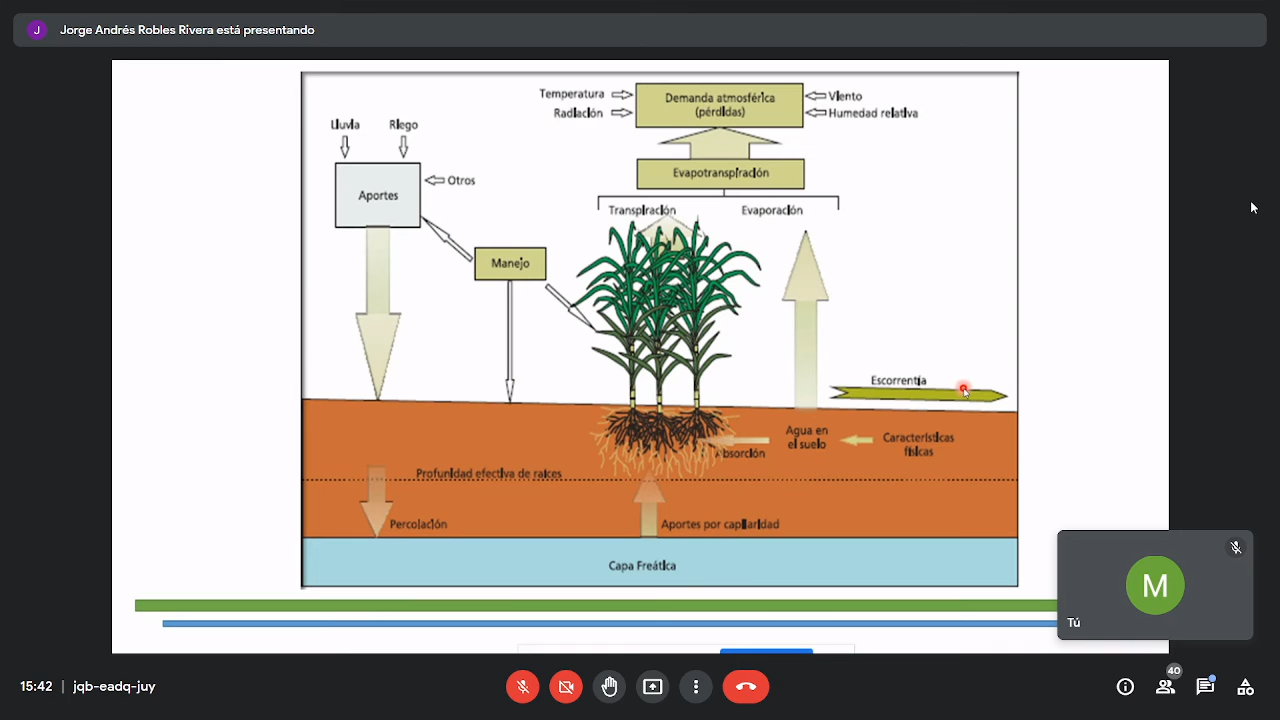 J
Jorge Andrés Robles Rivera está presentando
Temperatura
Radiación
Demanda atmosférica
(pérdidas)
Viento
Humedad relativa
Lluvia
Riego
Aportes
Otros
Evapotranspiración
Transpiración
Evaporación
Manejo
Escorrentía
Agua en
el suelo
Características
físicas
Absorción
Profunidad efectiva de raíces
Percolación
Aportes por capilaridad
Capa Freática
M
Tú
15:42 | jqb-eadq-juy
40